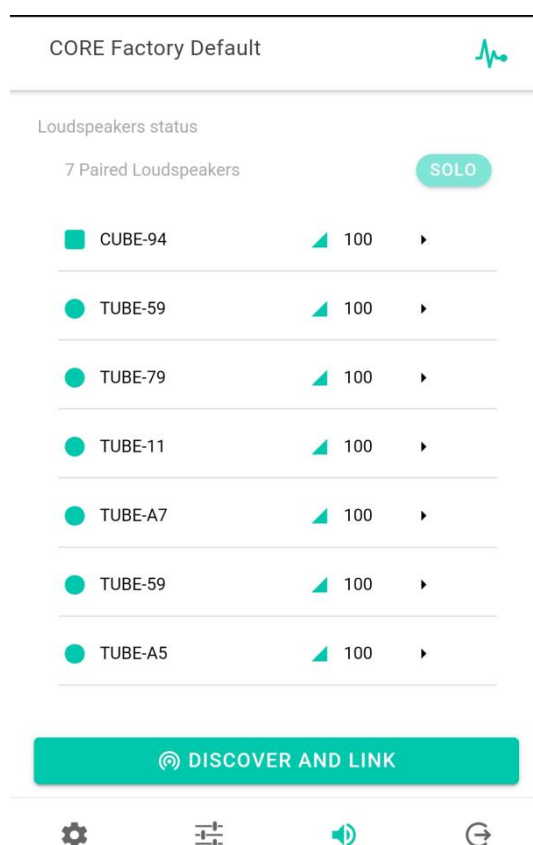 CORE Factory Default
Loudspeakers status
7 Paired Loudspeakers SOLO
CUBE-94 100
TUBE-59 100
TUBE-79 100
TUBE-11 100
TUBE-A7 100
TUBE-59 100
TUBE-A5 100
DISCOVER AND LINK